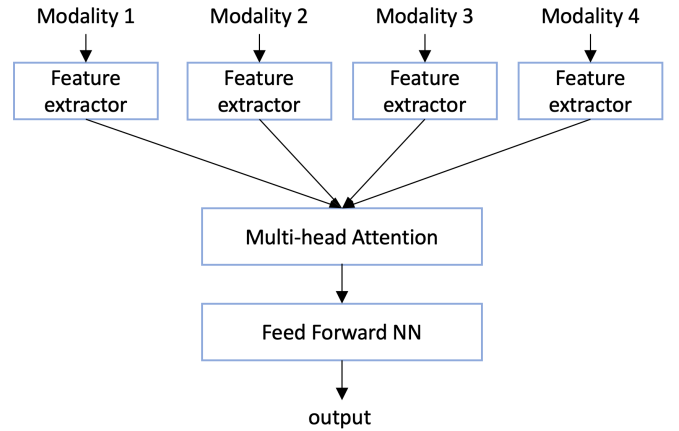 Modality 1
Modality 2
Modality 3
Modality 4
Feature
extractor
Feature
extractor
Feature
extractor
Feature
extractor
Multi-head Attention
Feed Forward NN
output